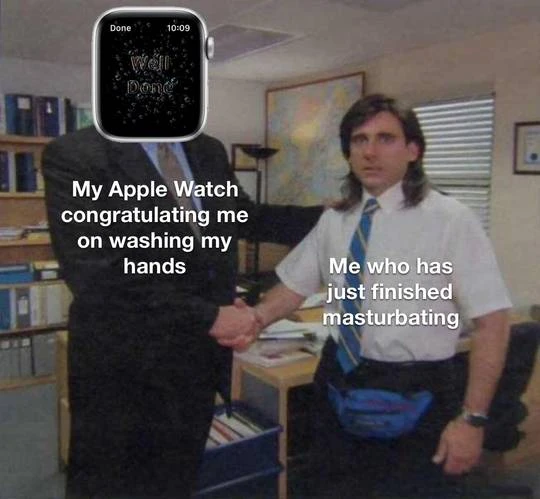 Done 10:09
Well
Done
My Apple Watch
congratulating me
on washing my
hands
Me who has
just finished
masturbating